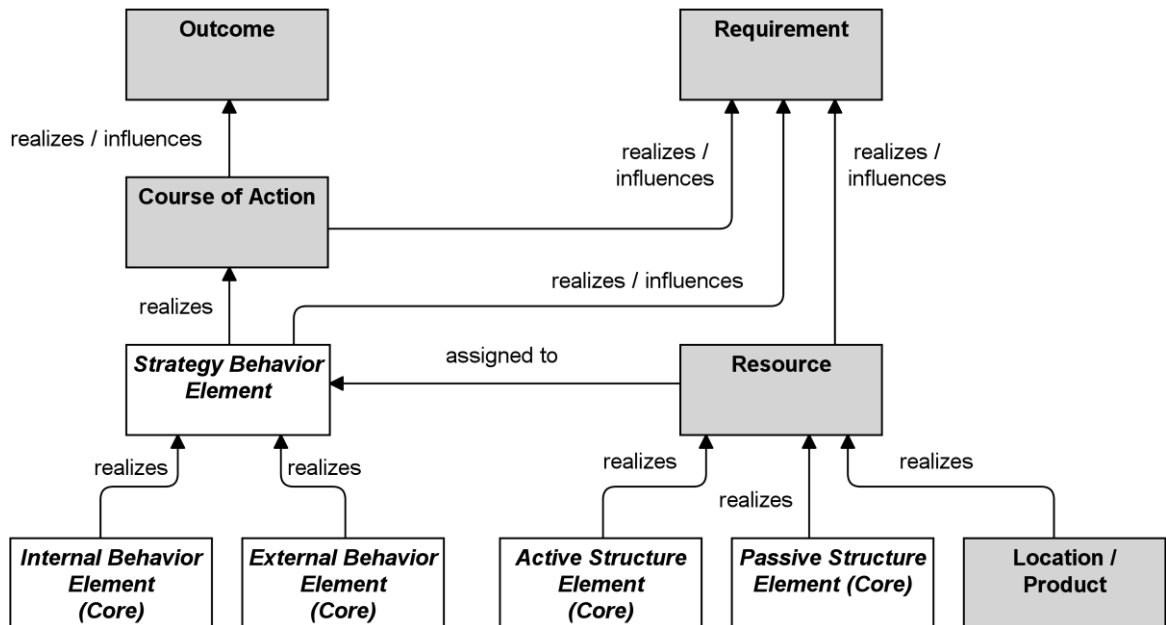 Outcome
Requirement
realizes / influences
realizes /
influences
realizes /
influences
Course of Action
realizes / influences
realizes
Strategy Behavior
Element
assigned to
Resource
realizes
realizes
realizes
realizes
realizes
Internal Behavior
Element
(Core)
External Behavior
Element
(Core)
Active Structure
Element
(Core)
Passive Structure
Element (Core)
Location /
Product